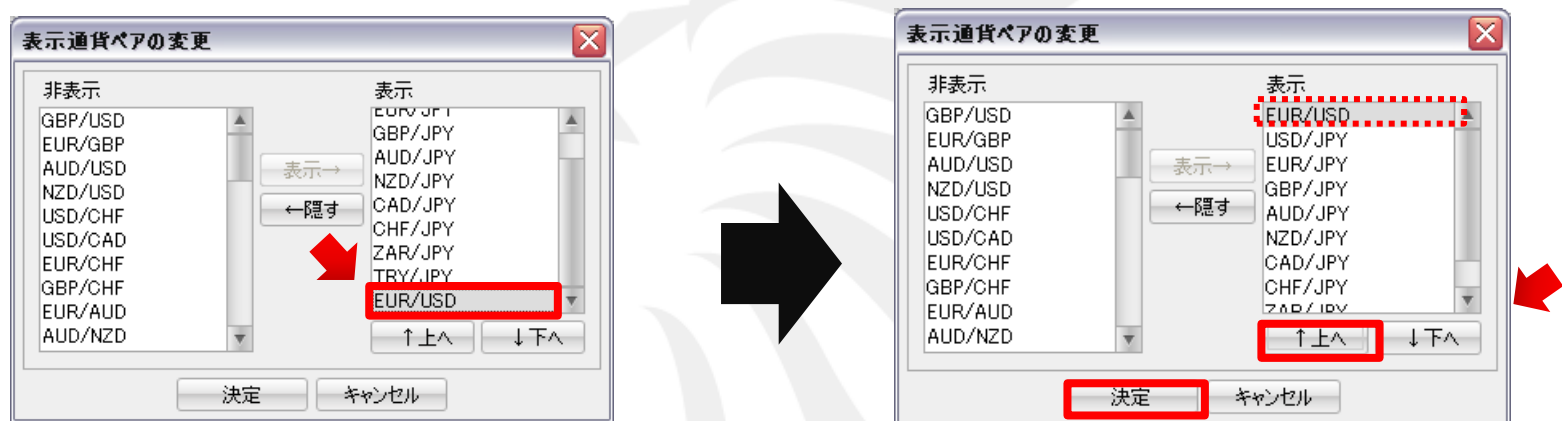 表示通貨ペアの変更
非表示
GBP/USD
EUR/GBP
AUD/USD
NZD/USD
USD/CHF
USD/CAD
EUR/CHF
GBP/CHF
EUR/AUD
AUD/NZD
表示→
←隠す
表示
EUR/JPY
GBP/JPY
AUD/JPY
NZD/JPY
CAD/JPY
CHF/JPY
ZAR/JPY
TRY/JPY
EUR/USD
↑上へ
↓下へ
決定
キャンセル
表示通貨ペアの変更
非表示
GBP/USD
EUR/GBP
AUD/USD
NZD/USD
USD/CHF
USD/CAD
EUR/CHF
GBP/CHF
EUR/AUD
AUD/NZD
表示→
←隠す
表示
EUR/USD
USD/JPY
EUR/JPY
GBP/JPY
AUD/JPY
NZD/JPY
CAD/JPY
CHF/JPY
ZAR/JPY
↑上へ
↓下へ
決定
キャンセル